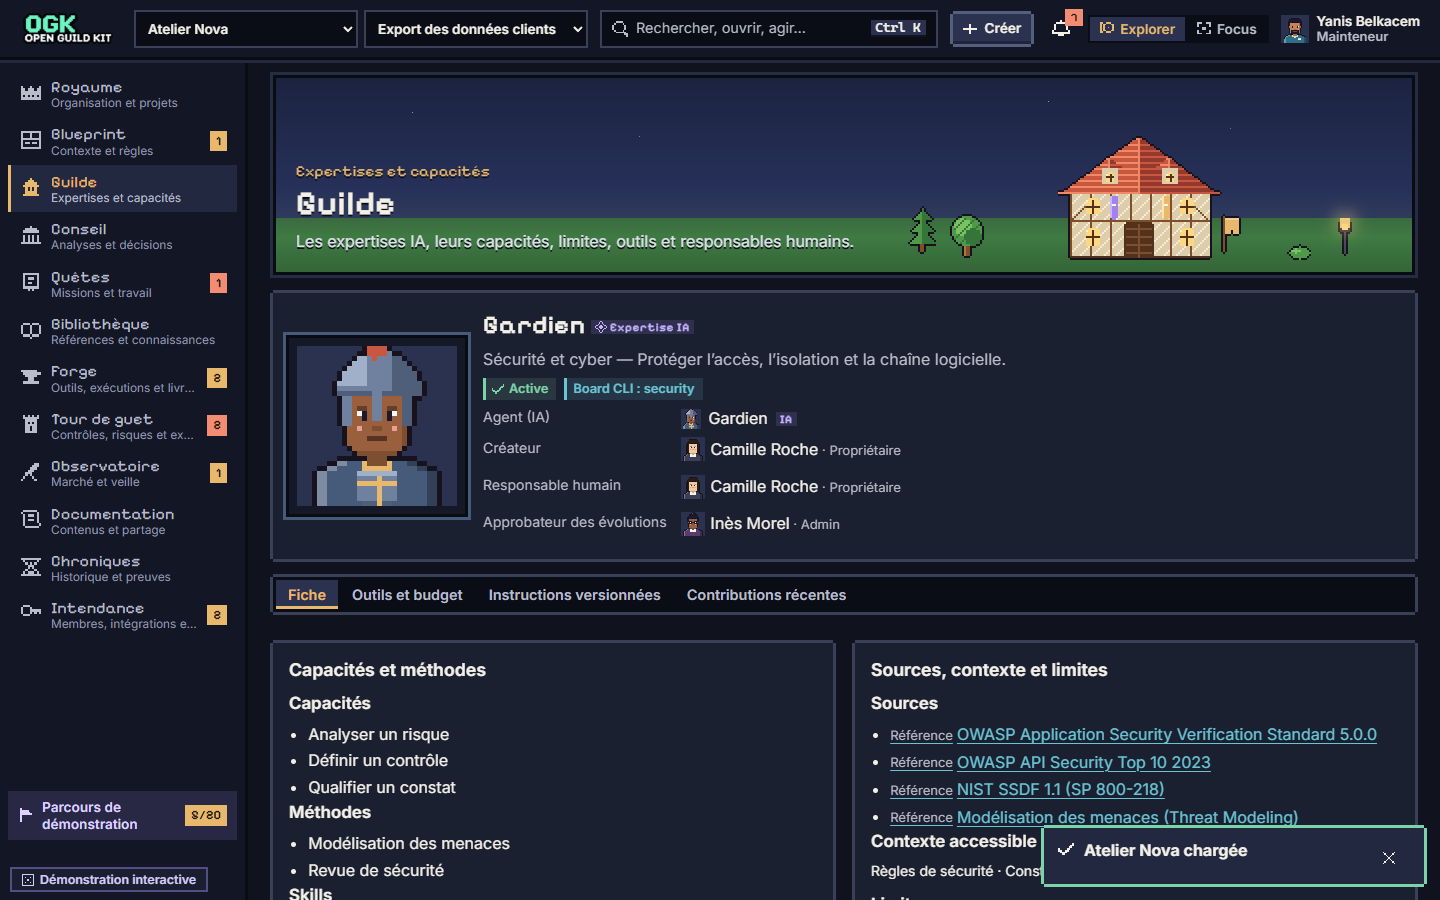 OGK
OPEN GUILD KIT
Atelier Nova
Export des données clients
Rechercher, ouvrir, agir...
Ctrl K
Créer
Explorer
Focus
Yanis Belkacem
Mainteneur
Royaume
Organisation et projets
Blueprint
Contexte et règles
1
Guilde
Expertises et capacités
Conseil
Analyses et décisions
Quêtes
Missions et travail
1
Bibliothèque
Références et connaissances
Forge
Outils, exécutions et livr...
8
Tour de guet
Contrôles, risques et ex...
8
Observatoire
Marché et veille
1
Documentation
Contenus et partage
Chroniques
Historique et preuves
Intendance
Membres, intégrations e...
8
Parcours de
démonstration
Démonstration interactive
Expertises et capacités
Guilde
Les expertises IA, leurs capacités, limites, outils et responsables humains.
Gardien
Expertise IA
Sécurité et cyber — Protéger l’accès, l’isolation et la chaîne logicielle.
Active
Board CLI : security
Agent (IA)
Gardien
IA
Créateur
Camille Roche · Propriétaire
Responsable humain
Camille Roche · Propriétaire
Approbateur des évolutions
Inès Morel · Admin
Fiche
Outils et budget
Instructions versionnées
Contributions récentes
Capacités et méthodes
Capacités
• Analyser un risque
• Définir un contrôle
• Qualifier un constat
Méthodes
• Modélisation des menaces
• Revue de sécurité
Skills
Sources, contexte et limites
Sources
• Référence OWASP Application Security Verification Standard 5.0.0
• Référence OWASP API Security Top 10 2023
• Référence NIST SSDF 1.1 (SP 800-218)
• Référence Modélisation des menaces (Threat Modeling)
Contexte accessible
Règles de sécurité · Const
Atelier Nova chargée